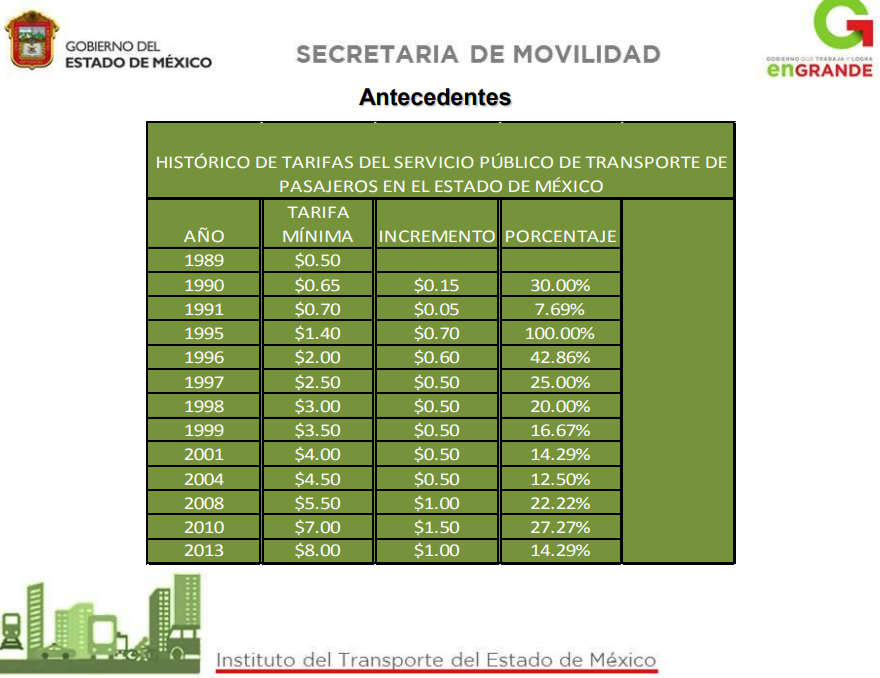 GOBIERNO DEL
ESTADO DE MÉXICO
SECRETARIA DE MOVILIDAD
GOBIERNO QUE TRABAJA Y LOGRA
enGRANDE
Antecedentes
HISTÓRICO DE TARIFAS DEL SERVICIO PÚBLICO DE TRANSPORTE DE
PASAJEROS EN EL ESTADO DE MÉXICO
AÑO TARIFA MÍNIMA INCREMENTO PORCENTAJE
1989 $0.50
1990 $0.65 $0.15 30.00%
1991 $0.70 $0.05 7.69%
1995 $1.40 $0.70 100.00%
1996 $2.00 $0.60 42.86%
1997 $2.50 $0.50 25.00%
1998 $3.00 $0.50 20.00%
1999 $3.50 $0.50 16.67%
2001 $4.00 $0.50 14.29%
2004 $4.50 $0.50 12.50%
2008 $5.50 $1.00 22.22%
2010 $7.00 $1.50 27.27%
2013 $8.00 $1.00 14.29%
Instituto del Transporte del Estado de México